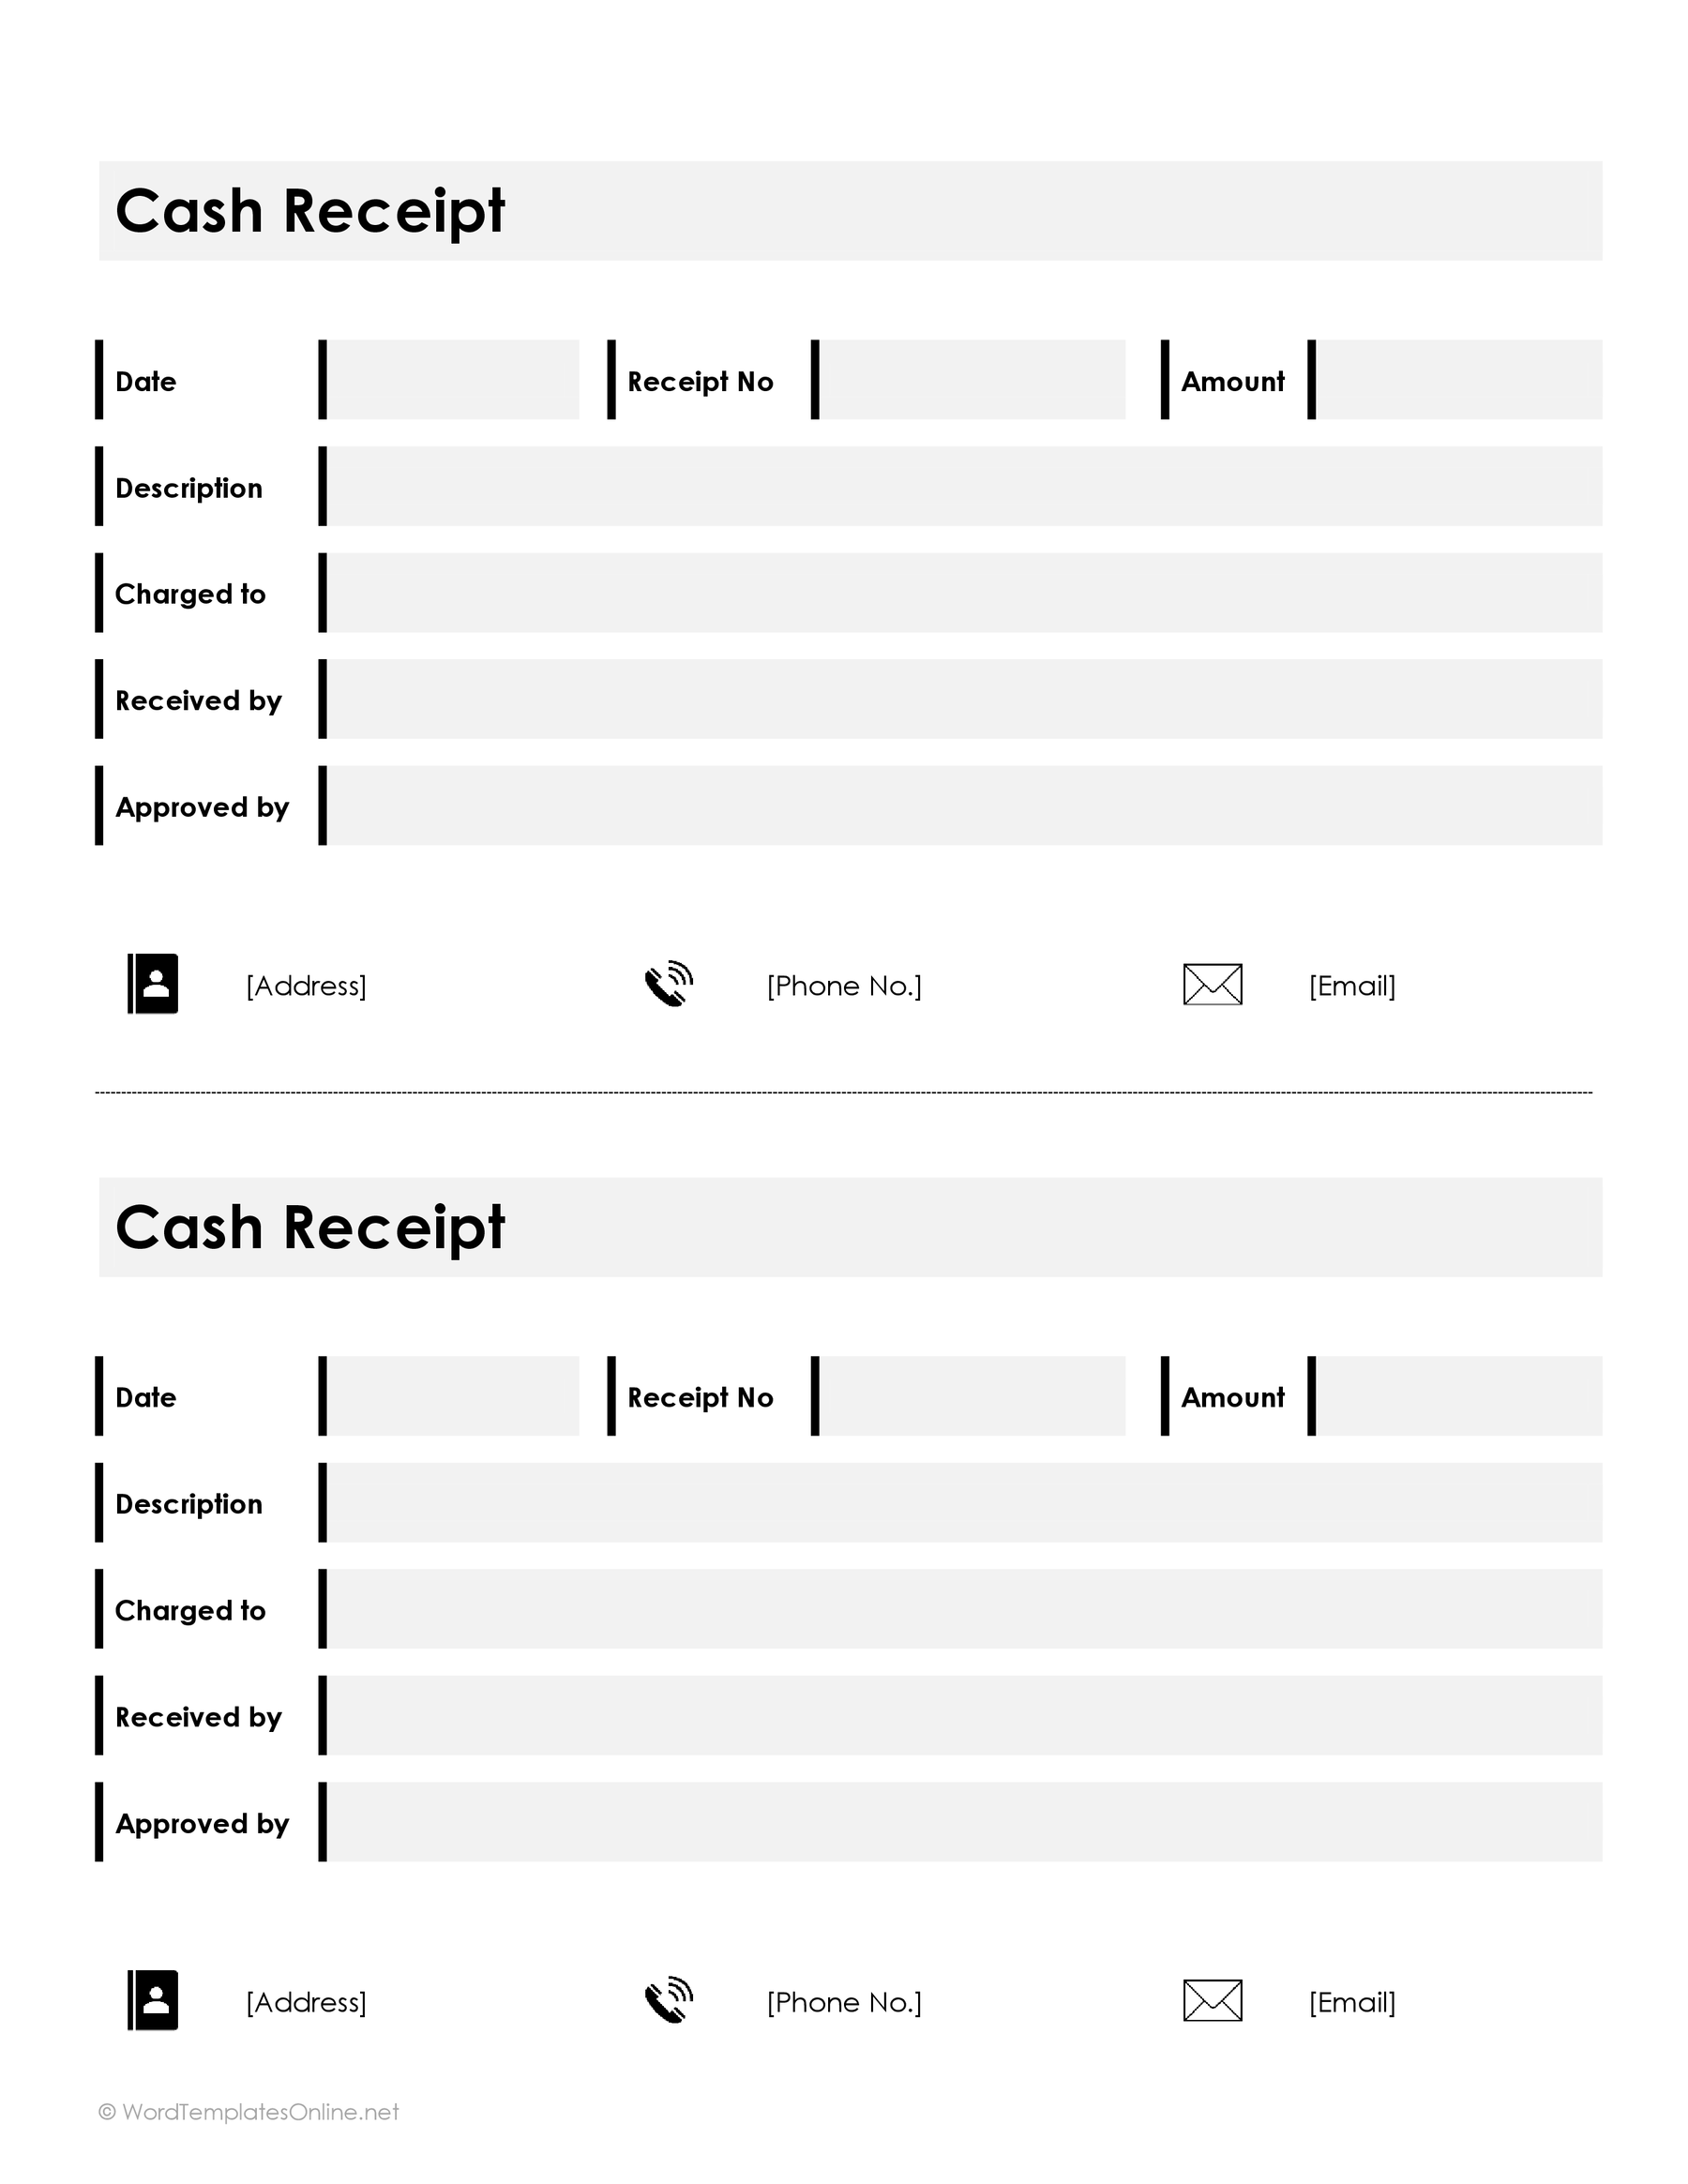 Cash Receipt
Date Receipt No Amount
Description
Charged to
Received by
Approved by
[Address] [Phone No.] [Email]
Cash Receipt
Date Receipt No Amount
Description
Charged to
Received by
Approved by
[Address] [Phone No.] [Email]
© WordTemplatesOnline.net